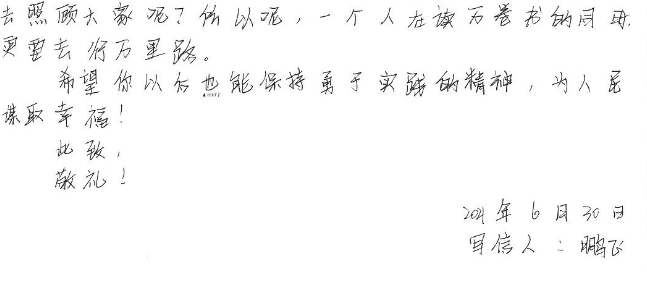 去照顾大家呢？所以呢，一个人在读万卷书的同时
更要去行万里路。
希望你以后也能保持勇于实践的精神，为人民
谋取幸福！
此致，
敬礼！
2021年6月30日
写信人：鹏飞